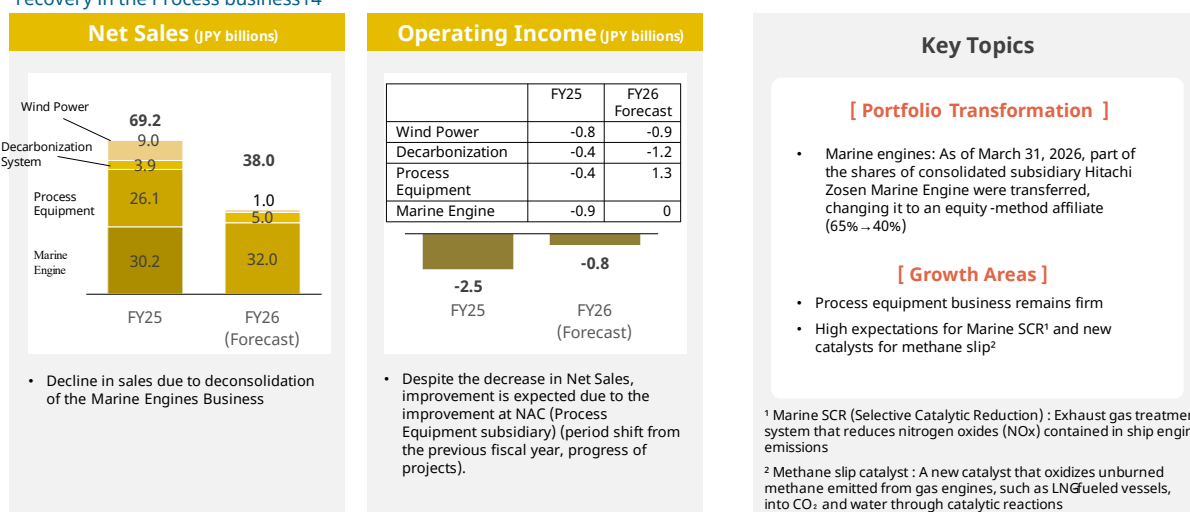 recovery in the Process business14
Net Sales (JPY billions)
Wind Power
69.2
9.0
Decarbonization
System
3.9
38.0
1.0
5.0
Process
Equipment
26.1
Marine
Engine
30.2
32.0
FY25
FY26
(Forecast)
• Decline in sales due to deconsolidation
of the Marine Engines Business
Operating Income (JPY billions)
FY25 FY26
Forecast
Wind Power -0.8 -0.9
Decarbonization -0.4 -1.2
Process -0.4 1.3
Equipment
Marine Engine -0.9 0
-2.5
-0.8
FY25
FY26
(Forecast)
• Despite the decrease in Net Sales,
improvement is expected due to the
improvement at NAC (Process
Equipment subsidiary) (period shift from
the previous fiscal year, progress of
projects).
Key Topics
[ Portfolio Transformation ]
• Marine engines: As of March 31, 2026, part of
the shares of consolidated subsidiary Hitachi
Zosen Marine Engine were transferred,
changing it to an equity-method affiliate
(65%→40%)
[ Growth Areas ]
• Process equipment business remains firm
• High expectations for Marine SCR¹ and new
catalysts for methane slip²
¹ Marine SCR (Selective Catalytic Reduction) : Exhaust gas treatmen
system that reduces nitrogen oxides (NOx) contained in ship engin
emissions
² Methane slip catalyst : A new catalyst that oxidizes unburned
methane emitted from gas engines, such as LNG-fueled vessels,
into CO₂ and water through catalytic reactions